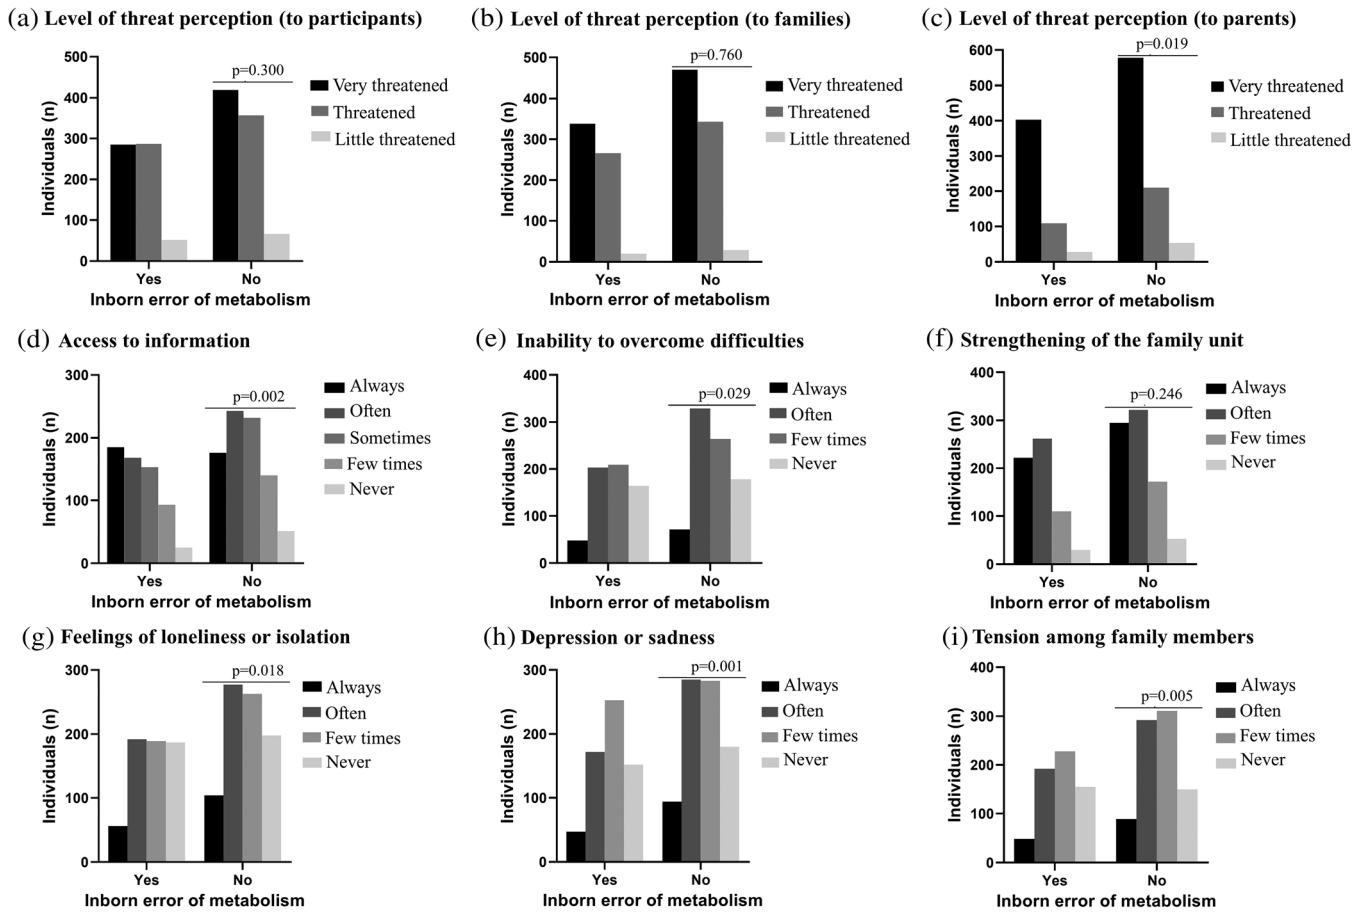 (a) Level of threat perception (to participants)
p=0.300
Very threatened
Threatened
Little threatened
Individuals (n)
500
400
300
200
100
0
Yes
No
Inborn error of metabolism
(b) Level of threat perception (to families)
p=0.760
Very threatened
Threatened
Little threatened
Individuals (n)
500
400
300
200
100
0
Yes
No
Inborn error of metabolism
(c) Level of threat perception (to parents)
p=0.019
Very threatened
Threatened
Little threatened
Individuals (n)
600
500
400
300
200
100
0
Yes
No
Inborn error of metabolism
(d) Access to information
p=0.002
Always
Often
Sometimes
Few times
Never
Individuals (n)
300
200
100
0
Yes
No
Inborn error of metabolism
(e) Inability to overcome difficulties
p=0.029
Always
Often
Few times
Never
Individuals (n)
400
300
200
100
0
Yes
No
Inborn error of metabolism
(f) Strengthening of the family unit
p=0.246
Always
Often
Few times
Never
Individuals (n)
400
300
200
100
0
Yes
No
Inborn error of metabolism
(g) Feelings of loneliness or isolation
p=0.018
Always
Often
Few times
Never
Individuals (n)
300
200
100
0
Yes
No
Inborn error of metabolism
(h) Depression or sadness
p=0.001
Always
Often
Few times
Never
Individuals (n)
300
200
100
0
Yes
No
Inborn error of metabolism
(i) Tension among family members
p=0.005
Always
Often
Few times
Never
Individuals (n)
400
300
200
100
0
Yes
No
Inborn error of metabolism